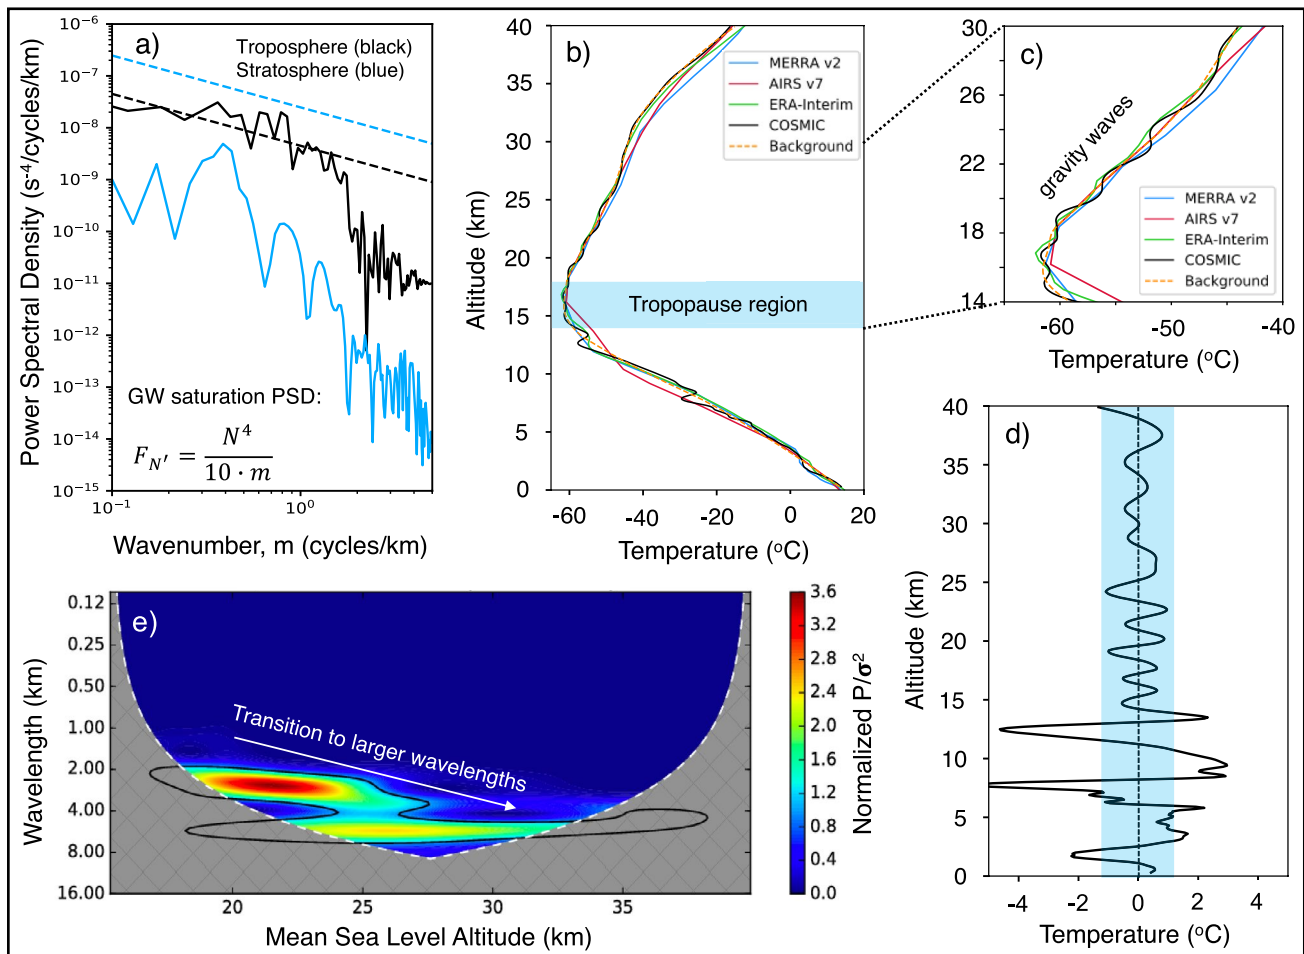 a)
Troposphere (black)
Stratosphere (blue)
GW saturation PSD:
F_N′ = N⁴ / 10 · m
Power Spectral Density (s⁻⁴/cycles/km)
10⁻⁶
10⁻⁷
10⁻⁸
10⁻⁹
10⁻¹⁰
10⁻¹¹
10⁻¹²
10⁻¹³
10⁻¹⁴
10⁻¹⁵
10⁻¹ 10⁰
Wavenumber, m (cycles/km)
b)
MERRA v2
AIRS v7
ERA-Interim
COSMIC
Background
Tropopause region
Altitude (km)
40
35
30
25
20
15
10
5
0
-60 -40 -20 0 20
Temperature (°C)
c)
gravity waves
MERRA v2
AIRS v7
ERA-Interim
COSMIC
Background
30
26
22
18
14
-60 -50 -40
Temperature (°C)
d)
Altitude (km)
40
35
30
25
20
15
10
5
0
-4 -2 0 2 4
Temperature (°C)
e)
Transition to larger wavelengths
Wavelength (km)
0.12
0.25
0.50
1.00
2.00
4.00
8.00
16.00
20 25 30 35
Mean Sea Level Altitude (km)
3.6
3.2
2.8
2.4
2.0
1.6
1.2
0.8
0.4
0.0
Normalized P/σ²